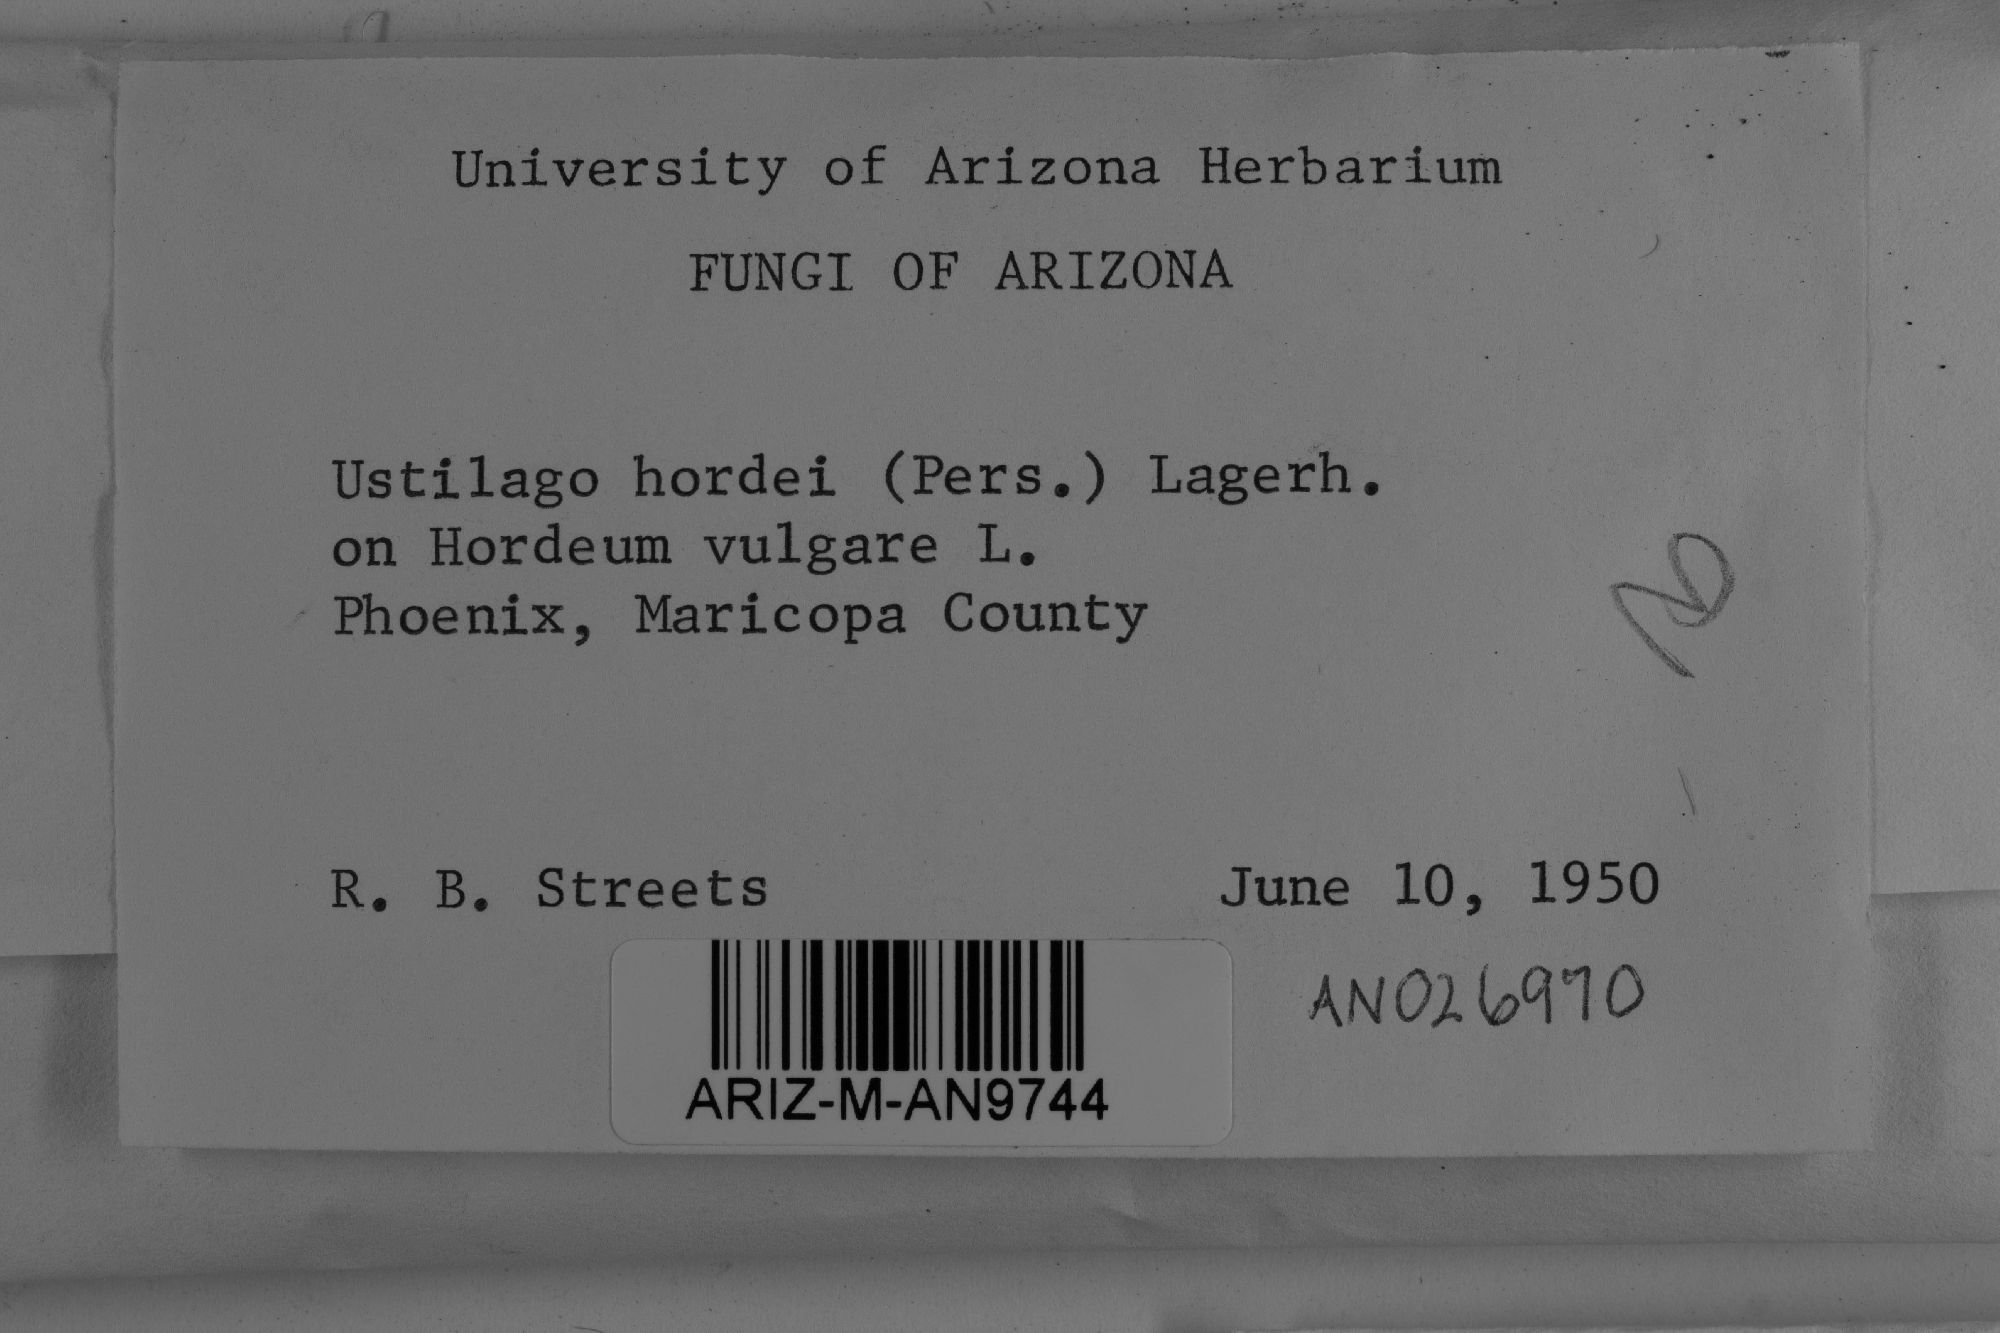 University of Arizona Herbarium
FUNGI OF ARIZONA
Ustilago hordei (Pers.) Lagerh.
on Hordeum vulgare L.
Phoenix, Maricopa County
R. B. Streets
June 10, 1950
AN026970
ARIZ-M-AN9744